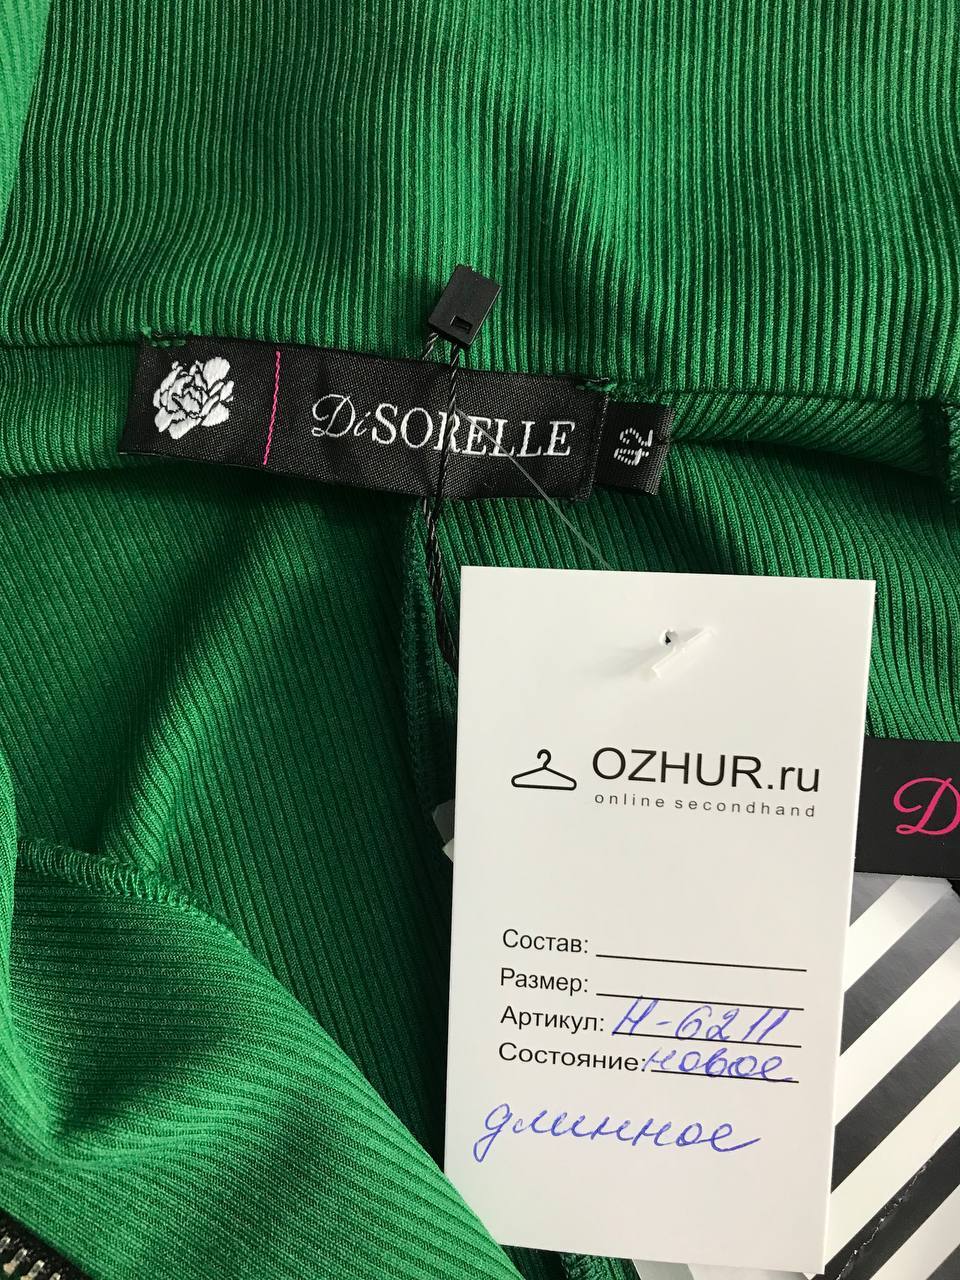 DiSORELLE
42
OZHUR.ru
online secondhand
D
Состав:
Размер:
Артикул: Н-6211
Состояние: новое
длинное